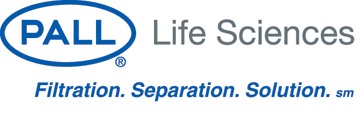 PALL® Life Sciences
Filtration. Separation. Solution. sm